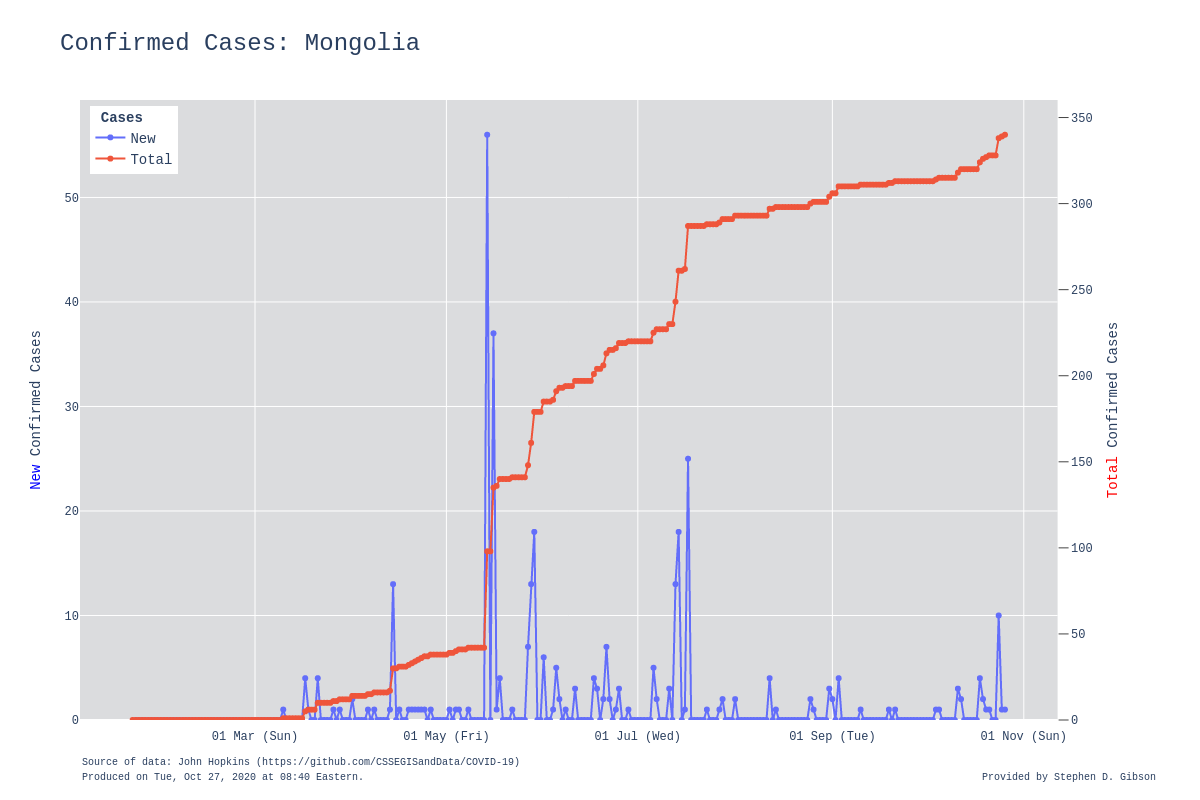 Confirmed Cases: Mongolia
Cases
New
Total
50
40
30
20
10
0
350
300
250
200
150
100
50
0
New Confirmed Cases
Total Confirmed Cases
01 Mar (Sun)
01 May (Fri)
01 Jul (Wed)
01 Sep (Tue)
01 Nov (Sun)
Source of data: John Hopkins (https://github.com/CSSEGISandData/COVID-19)
Produced on Tue, Oct 27, 2020 at 08:40 Eastern.
Provided by Stephen D. Gibson